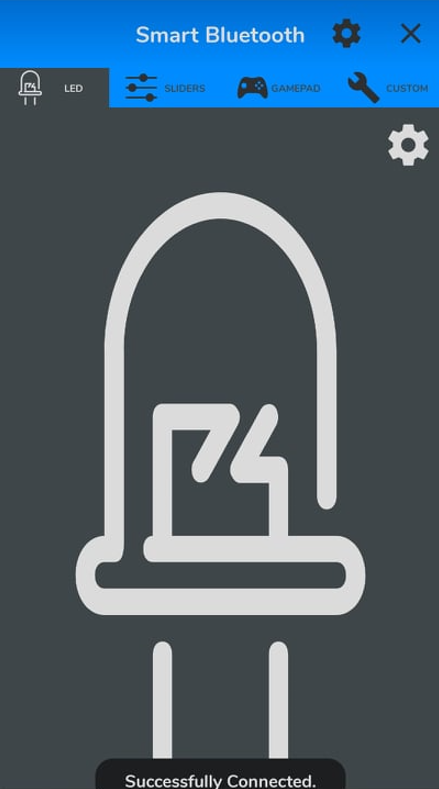 Smart Bluetooth
LED
SLIDERS
GAMEPAD
CUSTOM
Successfully Connected.